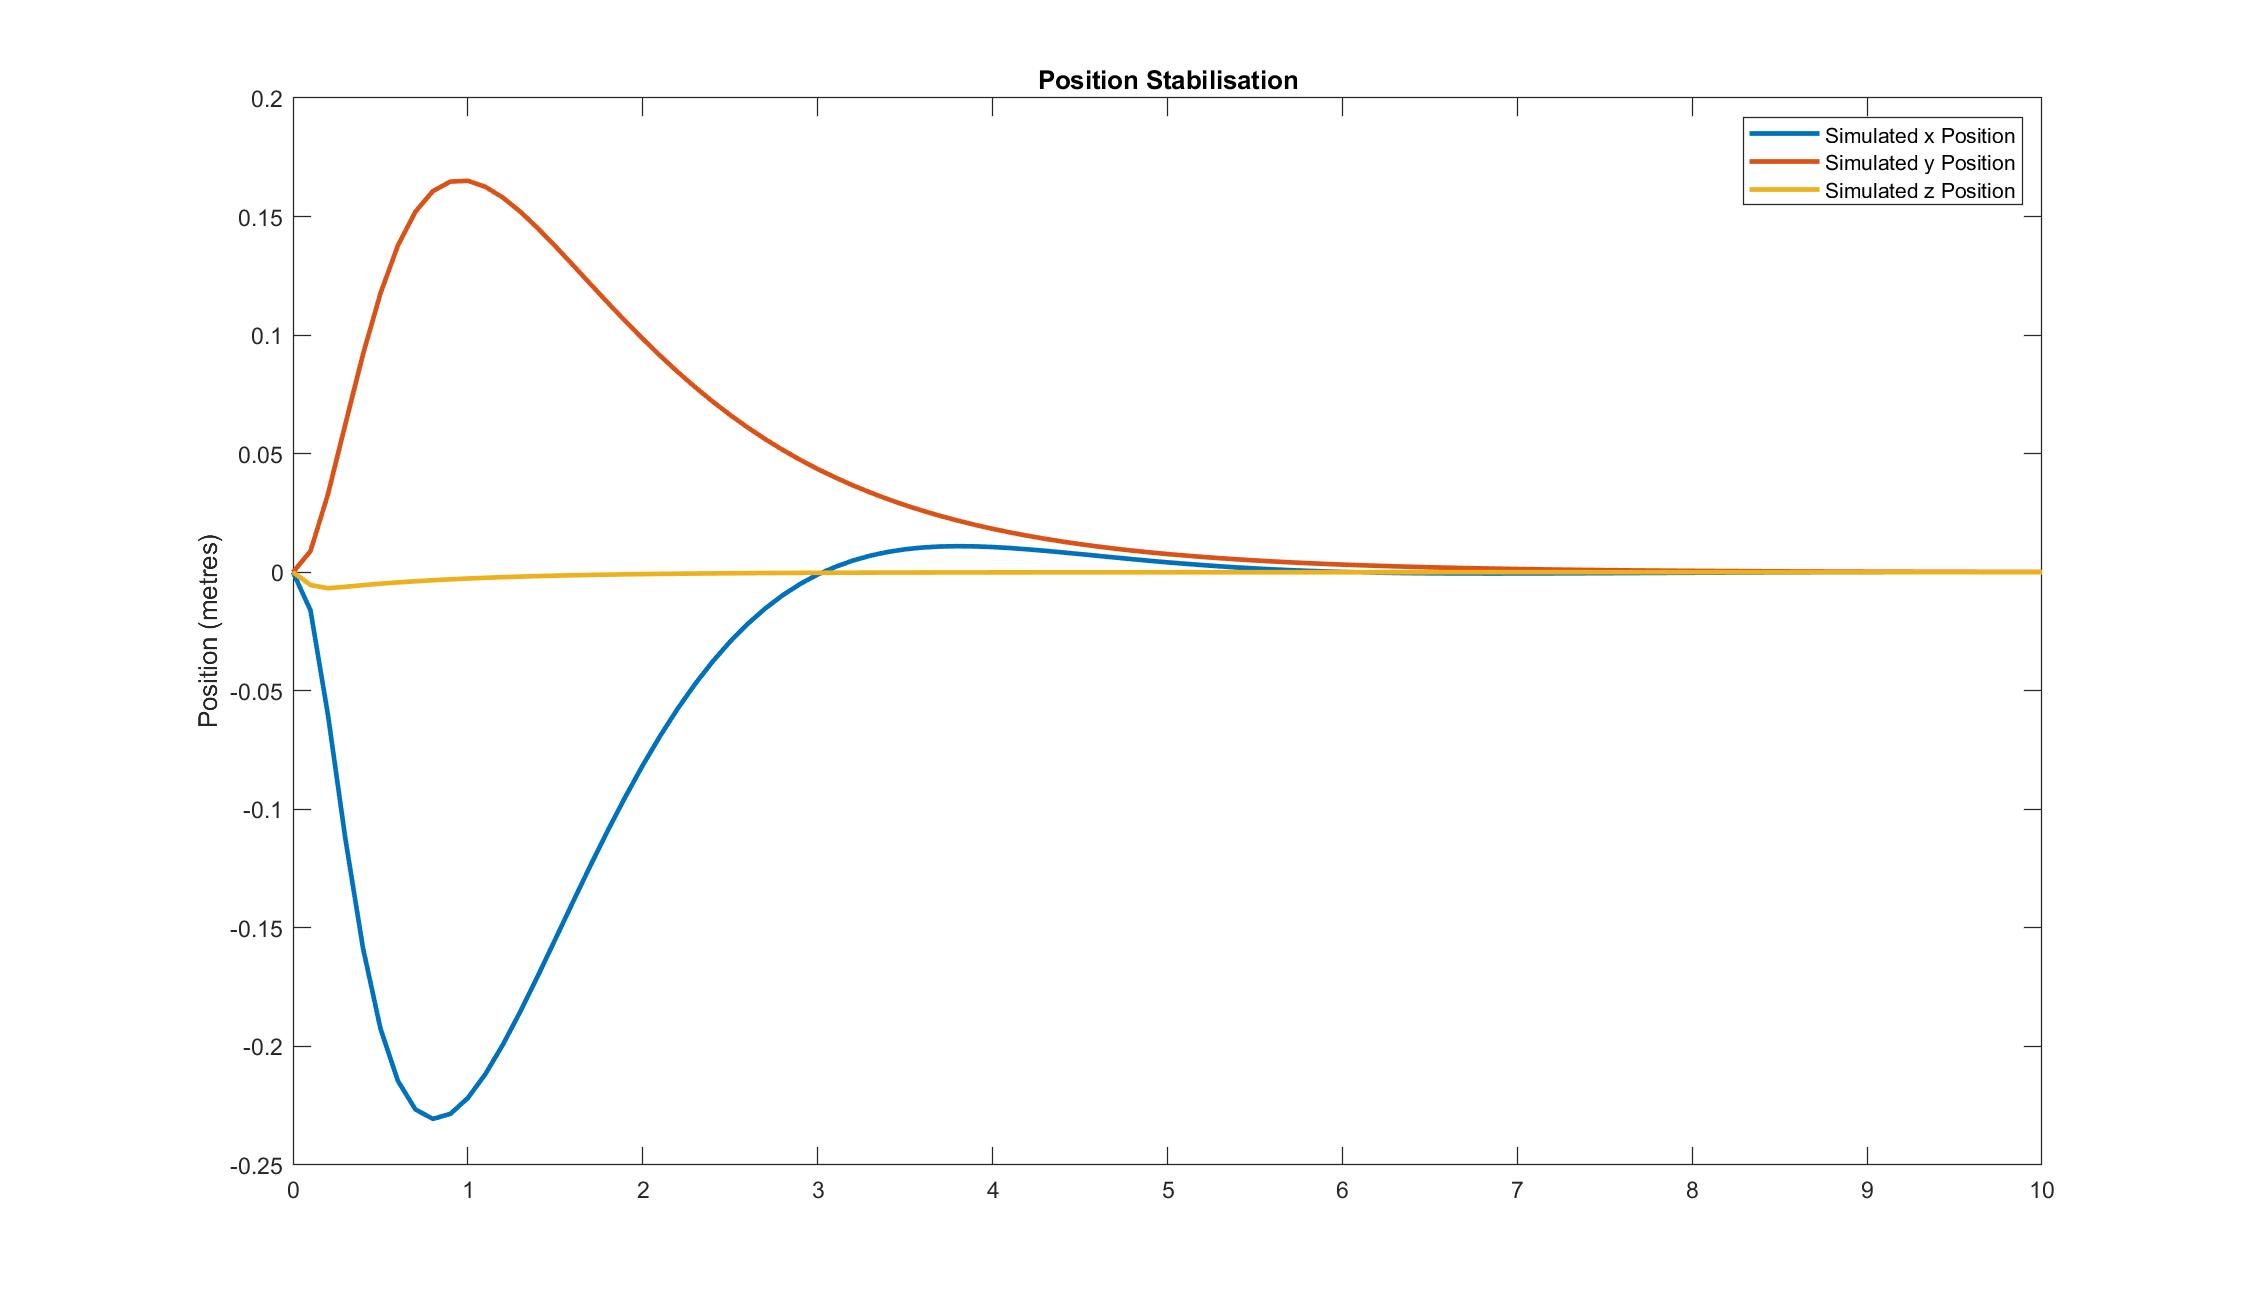 Position Stabilisation
0.2
0.15
0.1
0.05
0
-0.05
-0.1
-0.15
-0.2
-0.25
Position (metres)
Simulated x Position
Simulated y Position
Simulated z Position
0 1 2 3 4 5 6 7 8 9 10